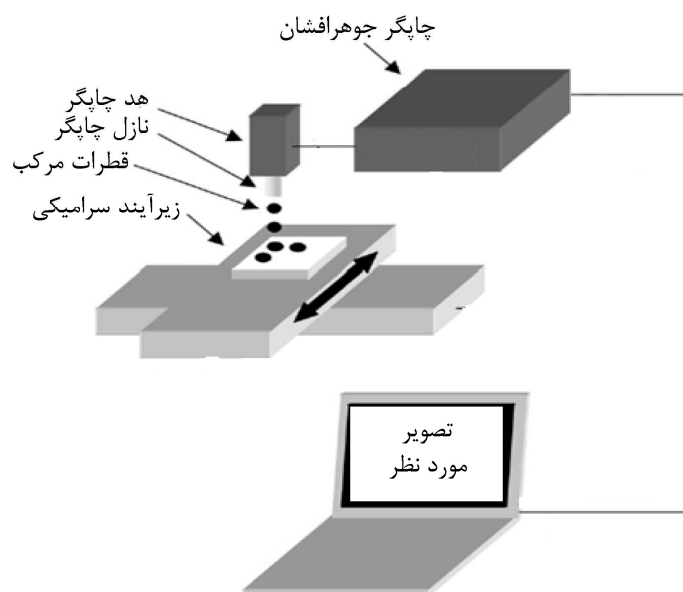 چاپگر جوهرافشان
هد چاپگر
نازل چاپگر
قطرات مرکب
زیرآیند سرامیکی
تصویر
مورد نظر